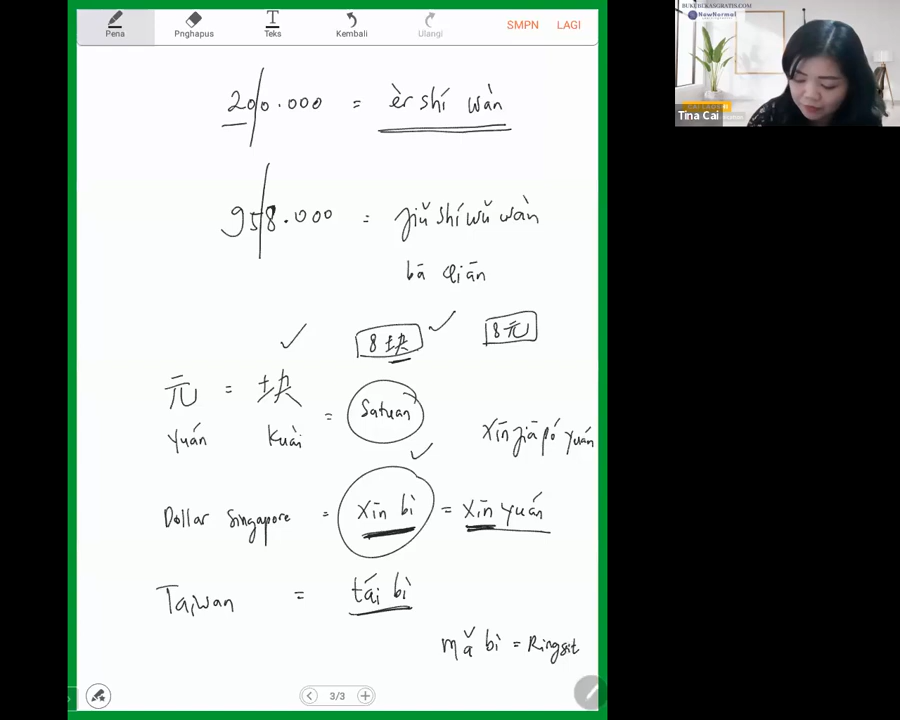 Pena
Pnghapus
Teks
Kembali
Ulangi
SMPN
LAGI
200.000 = èr shí wàn
958.000 = jiǔ shí wǔ wàn
bā qiān
8 块
8 元
元 = 块 = Satuan
Yuán Kuài
xīn jiā pō yuán
Dollar Singapore = xīn bì = xīn yuán
Taiwan = tái bì
mǎ bì = Ringgit
3/3
NewNormal
Tina Cai